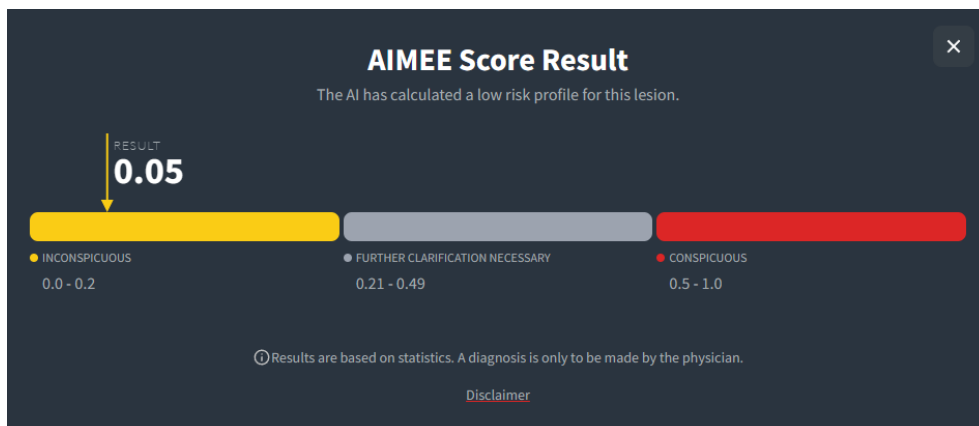 AIMEE Score Result
The AI has calculated a low risk profile for this lesion.
RESULT
0.05
INCONSPICUOUS
0.0 - 0.2
FURTHER CLARIFICATION NECESSARY
0.21 - 0.49
CONSPICUOUS
0.5 - 1.0
Results are based on statistics. A diagnosis is only to be made by the physician.
Disclaimer